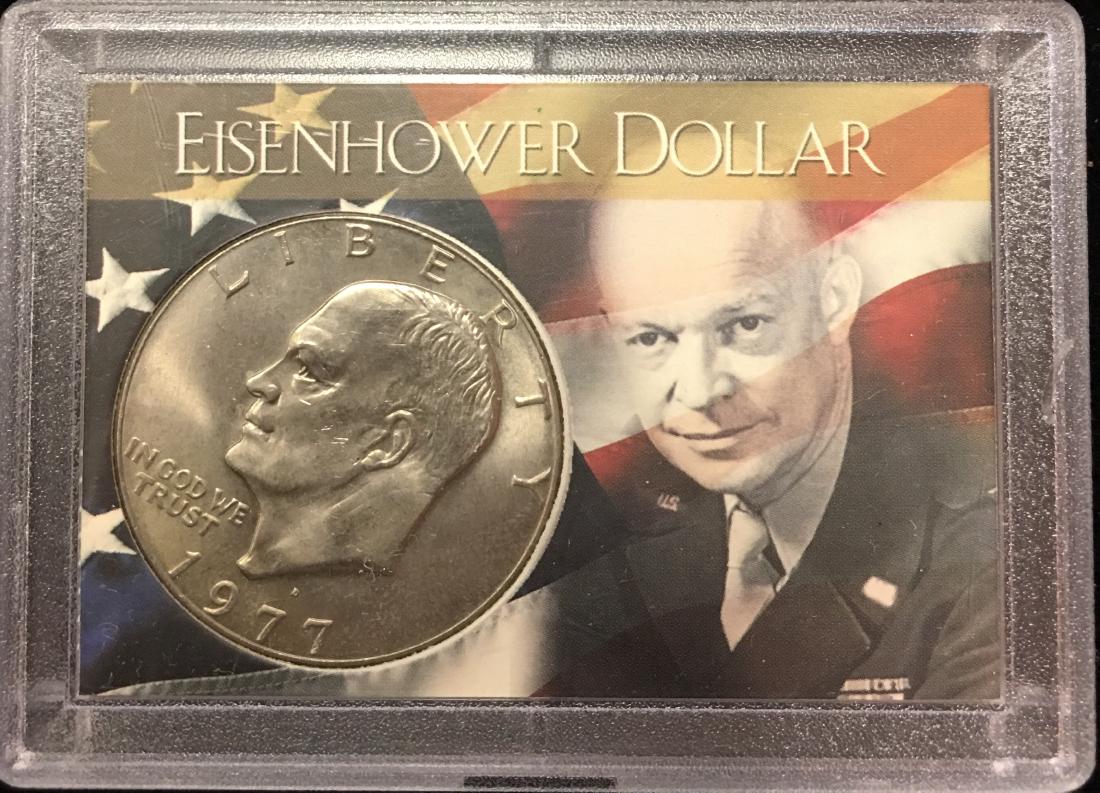 EISENHOWER DOLLAR
LIBERTY
IN GOD WE
TRUST
D
1977
U.S.